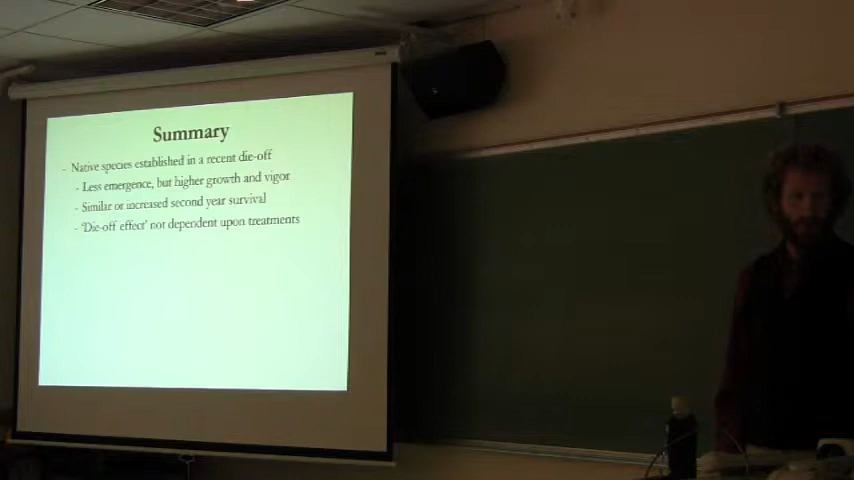 Summary
- Native species established in a recent die-off
- Less emergence, but higher growth and vigor
- Similar or increased second year survival
- 'Die-off effect' not dependent upon treatments